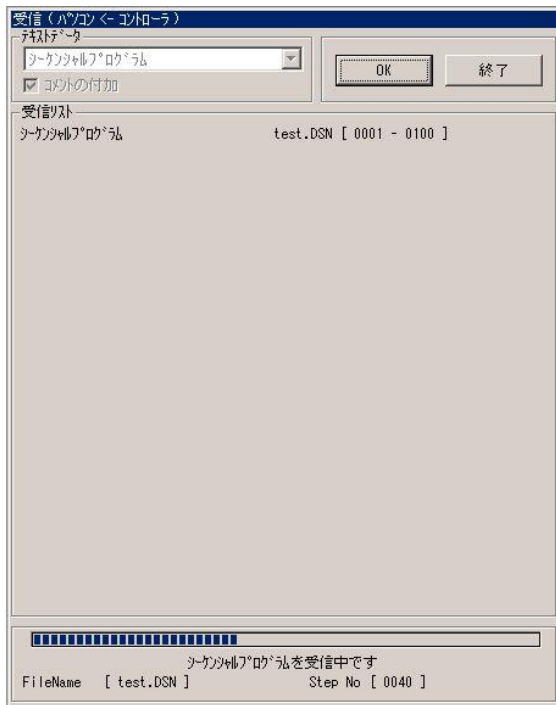 受信 ( ﾊﾟｿｺﾝ <- ｺﾝﾄﾛｰﾗ )
ﾃｷｽﾄﾃﾞｰﾀ
ｼｰｹﾝｼｬﾙﾌﾟﾛｸﾞﾗﾑ
ｺﾒﾝﾄの付加
OK
終了
受信ﾘｽﾄ
ｼｰｹﾝｼｬﾙﾌﾟﾛｸﾞﾗﾑ test.DSN [ 0001 - 0100 ]
ｼｰｹﾝｼｬﾙﾌﾟﾛｸﾞﾗﾑを受信中です
FileName [ test.DSN ] Step No [ 0040 ]